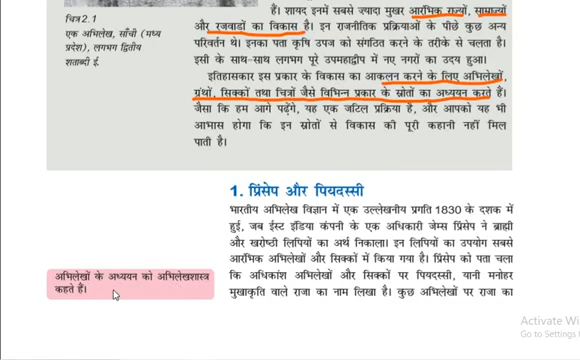 हैं। शायद इनमें सबसे ज्यादा मुखर आरंभिक राज्यों, साम्राज्यों
और रजवाड़ों का विकास है। इन राजनीतिक प्रक्रियाओं के पीछे कुछ अन्य
परिवर्तन थे। इनका पता कृषि उपज को संगठित करने के तरीके से चलता है।
इसी के साथ-साथ लगभग पूरे उपमहाद्वीप में नए नगरों का उदय हुआ।
इतिहासकार इस प्रकार के विकास का आकलन करने के लिए अभिलेखों,
ग्रंथों, सिक्कों तथा चित्रों जैसे विभिन्न प्रकार के स्रोतों का अध्ययन करते हैं।
जैसा कि हम आगे पढ़ेंगे, यह एक जटिल प्रक्रिया है, और आपको यह भी
आभास होगा कि इन स्रोतों से विकास की पूरी कहानी नहीं मिल
पाती है।
चित्र 2.1
एक अभिलेख, साँची (मध्य
प्रदेश), लगभग द्वितीय
शताब्दी ई.
1. प्रिंसेप और पियदस्सी
भारतीय अभिलेख विज्ञान में एक उल्लेखनीय प्रगति 1830 के दशक में
हुई, जब ईस्ट इंडिया कंपनी के एक अधिकारी जेम्स प्रिंसेप ने ब्राह्मी
और खरोष्ठी लिपियों का अर्थ निकाला। इन लिपियों का उपयोग सबसे
आरंभिक अभिलेखों और सिक्कों में किया गया है। प्रिंसेप को पता चला
कि अधिकांश अभिलेखों और सिक्कों पर पियदस्सी, यानी मनोहर
मुखाकृति वाले राजा का नाम लिखा है। कुछ अभिलेखों पर राजा का
अभिलेखों के अध्ययन को अभिलेखशास्त्र
कहते हैं।
Activate Wi
Go to Settings